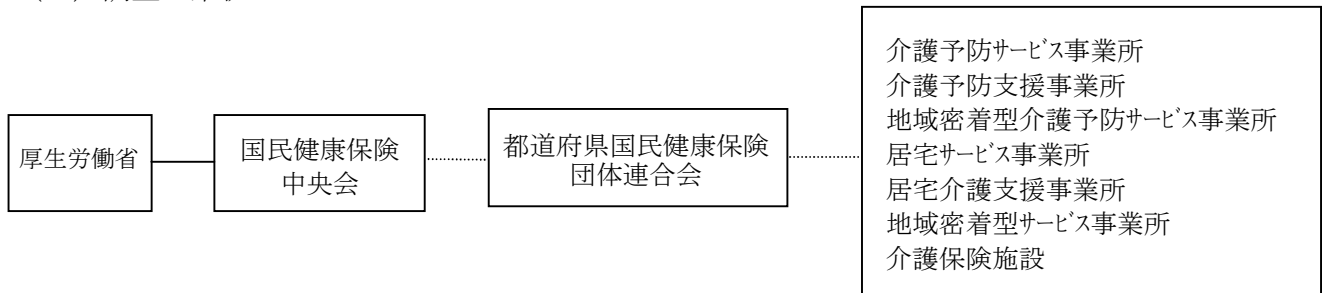 厚生労働省
国民健康保険
中央会
都道府県国民健康保険
団体連合会
介護予防サービス事業所
介護予防支援事業所
地域密着型介護予防サービス事業所
居宅サービス事業所
居宅介護支援事業所
地域密着型サービス事業所
介護保険施設